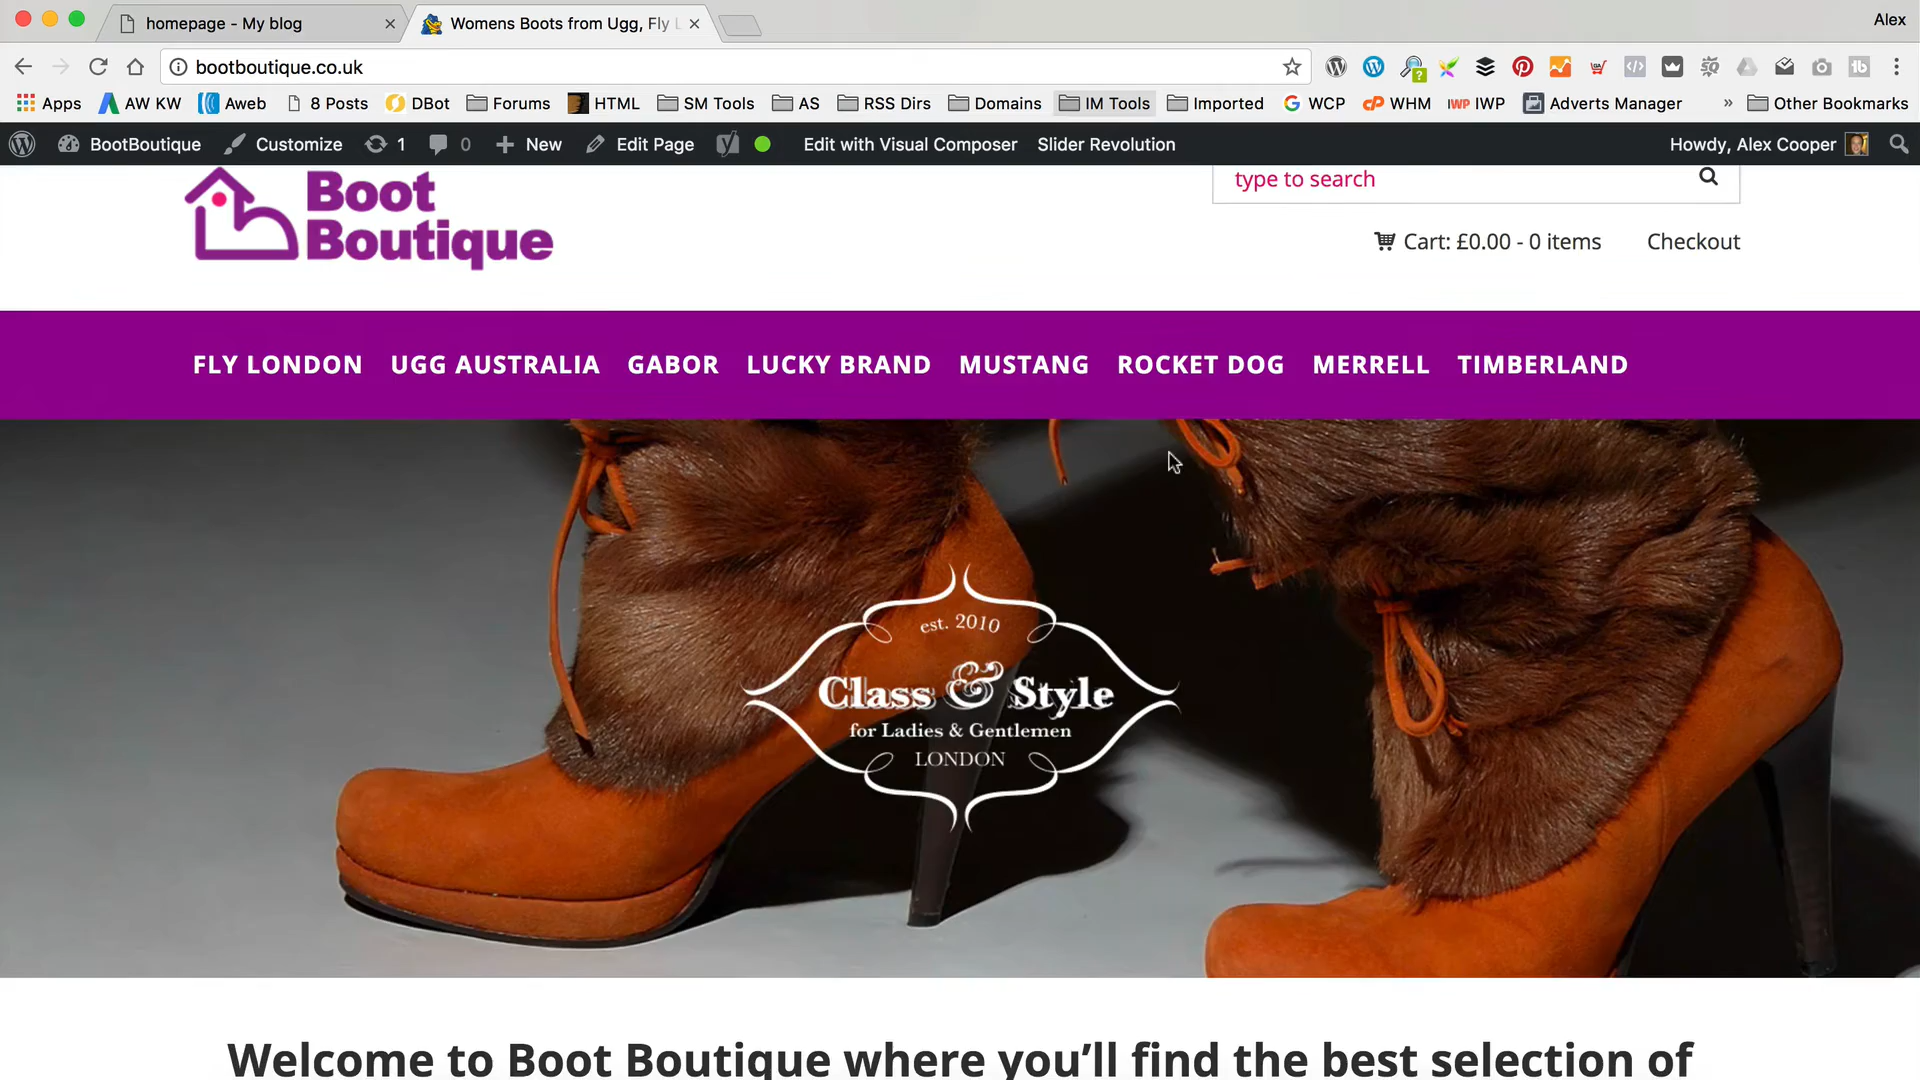 homepage - My blog
Womens Boots from Ugg, Fly L
Alex
bootboutique.co.uk
Apps AW KW Aweb 8 Posts DBot Forums HTML SM Tools AS RSS Dirs Domains IM Tools Imported WCP WHM IWP IWP Adverts Manager » Other Bookmarks
BootBoutique Customize 1 0 New Edit Page Edit with Visual Composer Slider Revolution Howdy, Alex Cooper
Boot
Boutique
type to search
Cart: £0.00 - 0 items Checkout
FLY LONDON UGG AUSTRALIA GABOR LUCKY BRAND MUSTANG ROCKET DOG MERRELL TIMBERLAND
est. 2010
Class & Style
for Ladies & Gentlemen
LONDON
Welcome to Boot Boutique where you’ll find the best selection of